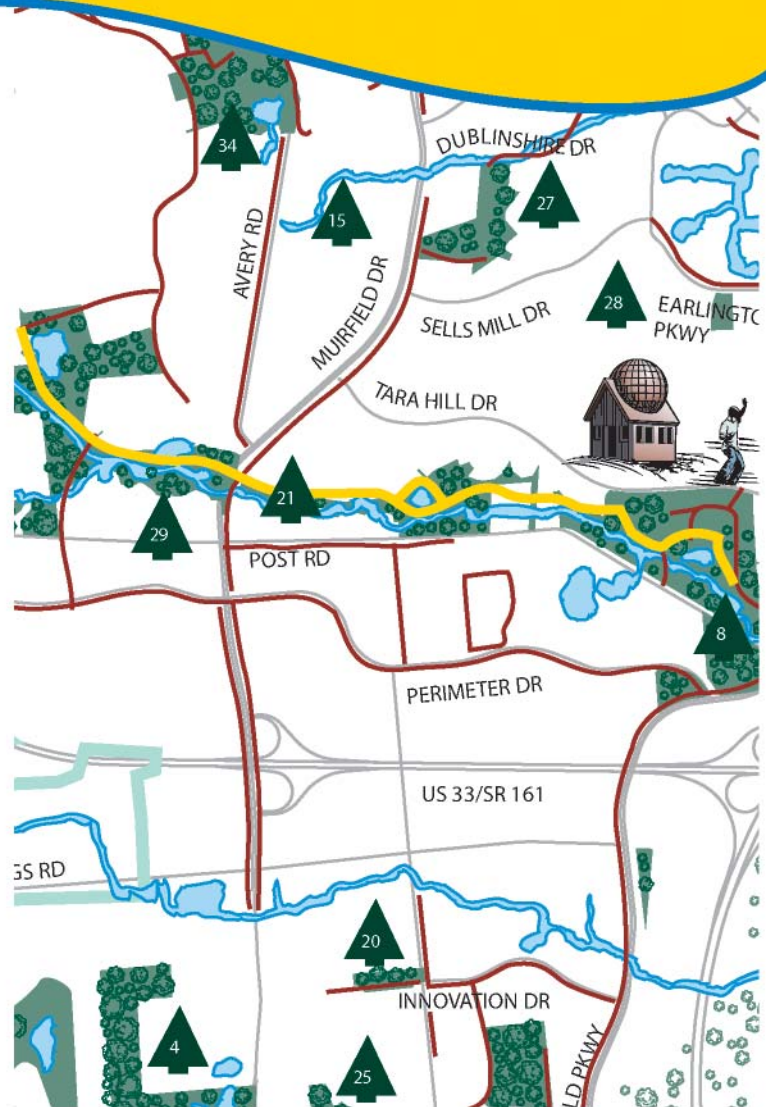 DUBLINSHIRE DR
34
27
15
AVERY RD
MUIRFIELD DR
28
SELLS MILL DR
EARLINGTO
PKWY
TARA HILL DR
21
29
POST RD
8
PERIMETER DR
US 33/SR 161
GS RD
20
INNOVATION DR
4
25
LD PKWY